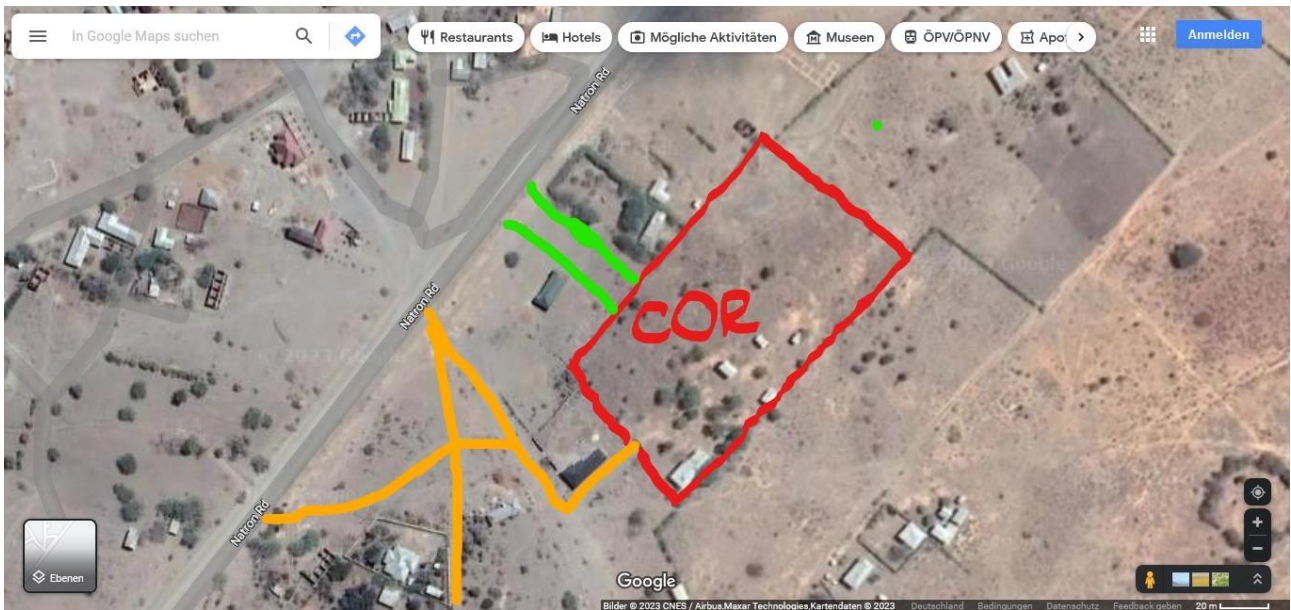 In Google Maps suchen
Restaurants
Hotels
Mögliche Aktivitäten
Museen
ÖPV/ÖPNV
Apo
Anmelden
Natron Rd
Natron Rd
COR
Natron Rd
Ebenen
Google
Bilder © 2023 CNES / Airbus,Maxar Technologies,Kartendaten © 2023 Deutschland Bedingungen Datenschutz Feedback geben 20 m